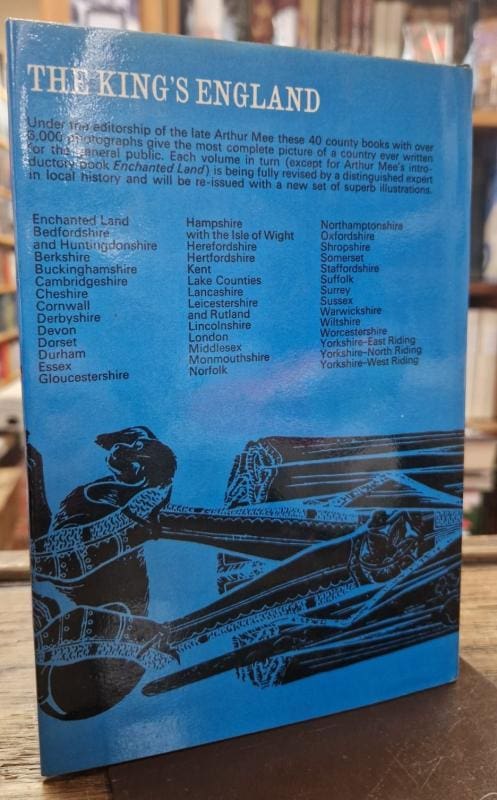 THE KING'S ENGLAND
Under the editorship of the late Arthur Mee these 40 county books with over
6,000 photographs give the most complete picture of a country ever written
for the general public. Each volume in turn (except for Arthur Mee's intro-
ductory book Enchanted Land) is being fully revised by a distinguished expert
in local history and will be re-issued with a new set of superb illustrations.
Enchanted Land
Bedfordshire
and Huntingdonshire
Berkshire
Buckinghamshire
Cambridgeshire
Cheshire
Cornwall
Derbyshire
Devon
Dorset
Durham
Essex
Gloucestershire
Hampshire
with the Isle of Wight
Herefordshire
Hertfordshire
Kent
Lake Counties
Lancashire
Leicestershire
and Rutland
Lincolnshire
London
Middlesex
Monmouthshire
Norfolk
Northamptonshire
Oxfordshire
Shropshire
Somerset
Staffordshire
Suffolk
Surrey
Sussex
Warwickshire
Wiltshire
Worcestershire
Yorkshire-East Riding
Yorkshire-North Riding
Yorkshire-West Riding